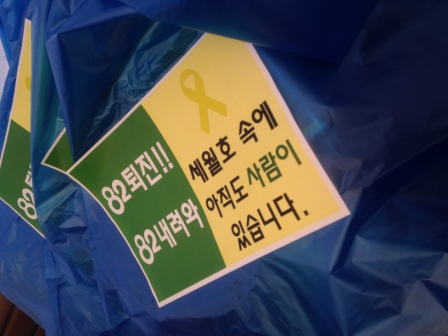 82퇴진!!
82내려와
세월호 속에
아직도 사람이
있습니다.
82